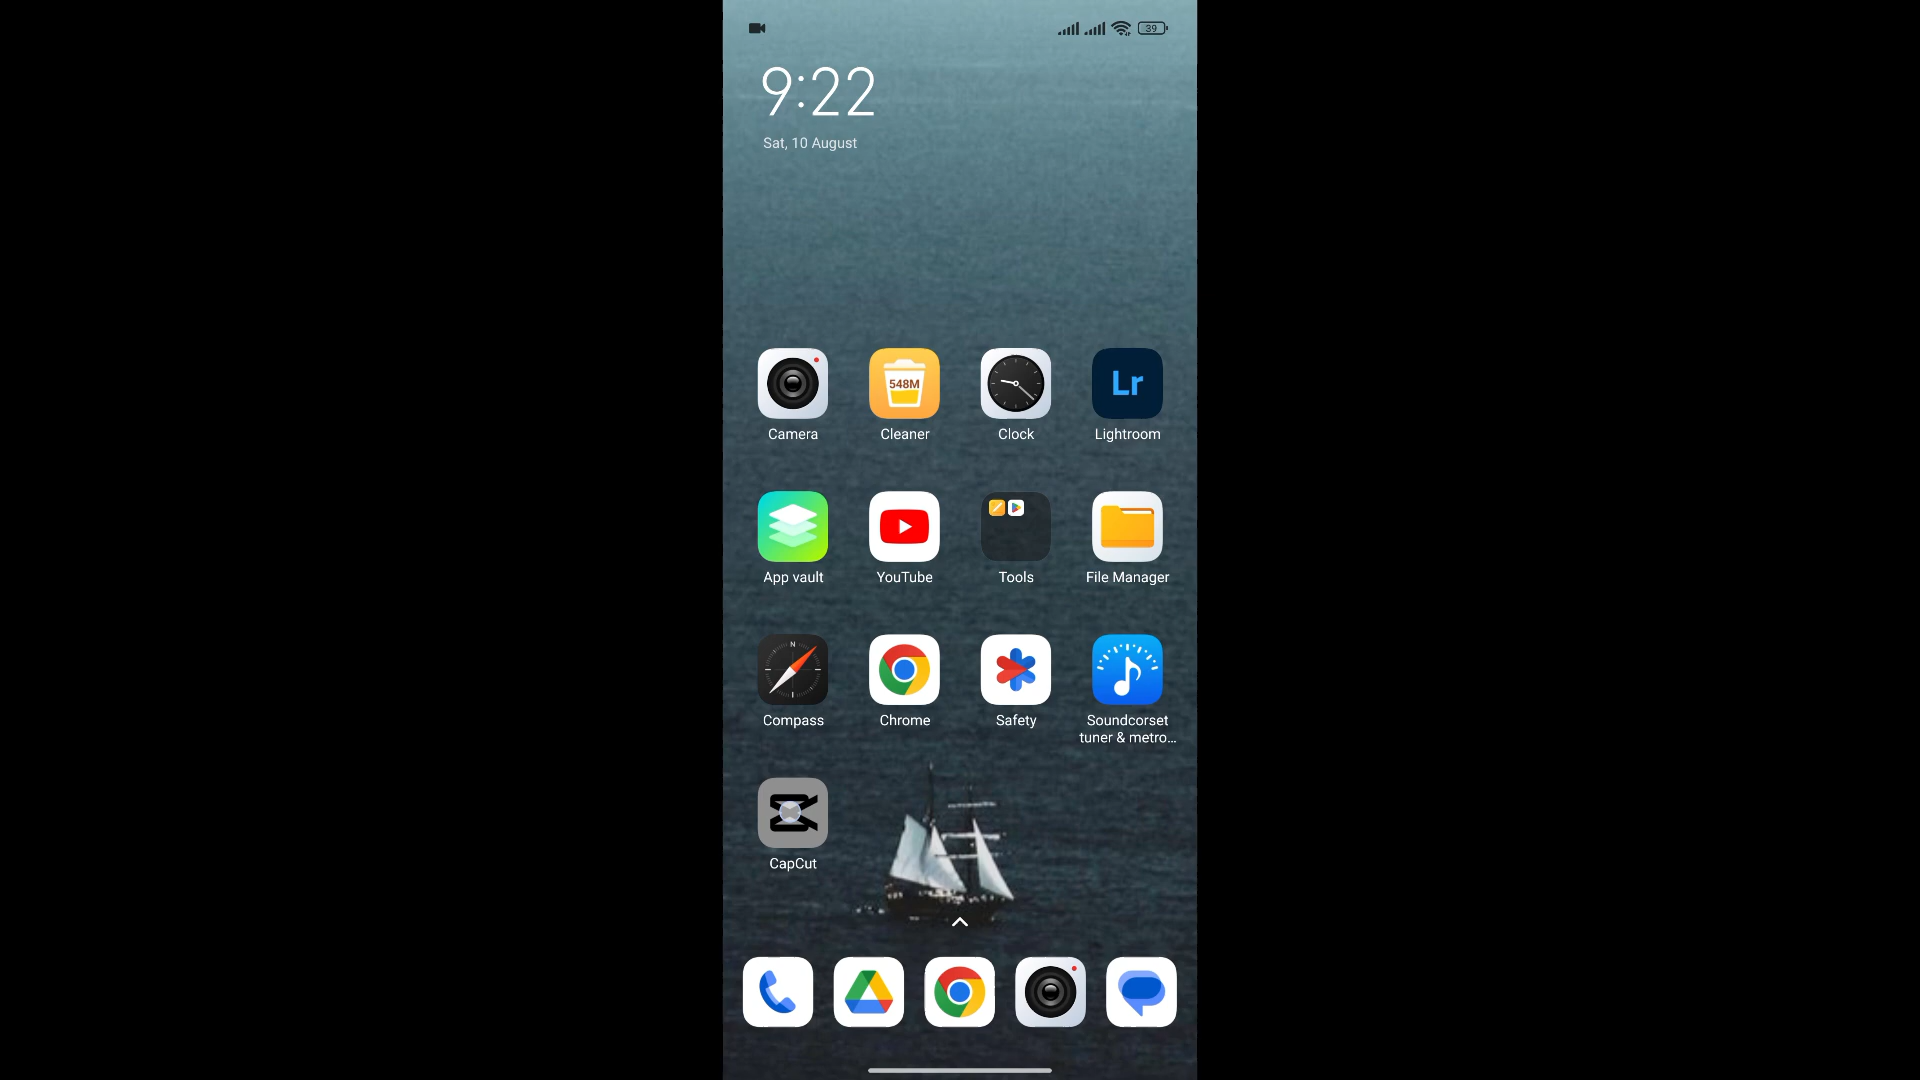 39
9:22
Sat, 10 August
548M
Lr
Camera
Cleaner
Clock
Lightroom
App vault
YouTube
Tools
File Manager
N
Compass
Chrome
Safety
Soundcorset
tuner & metro...
CapCut